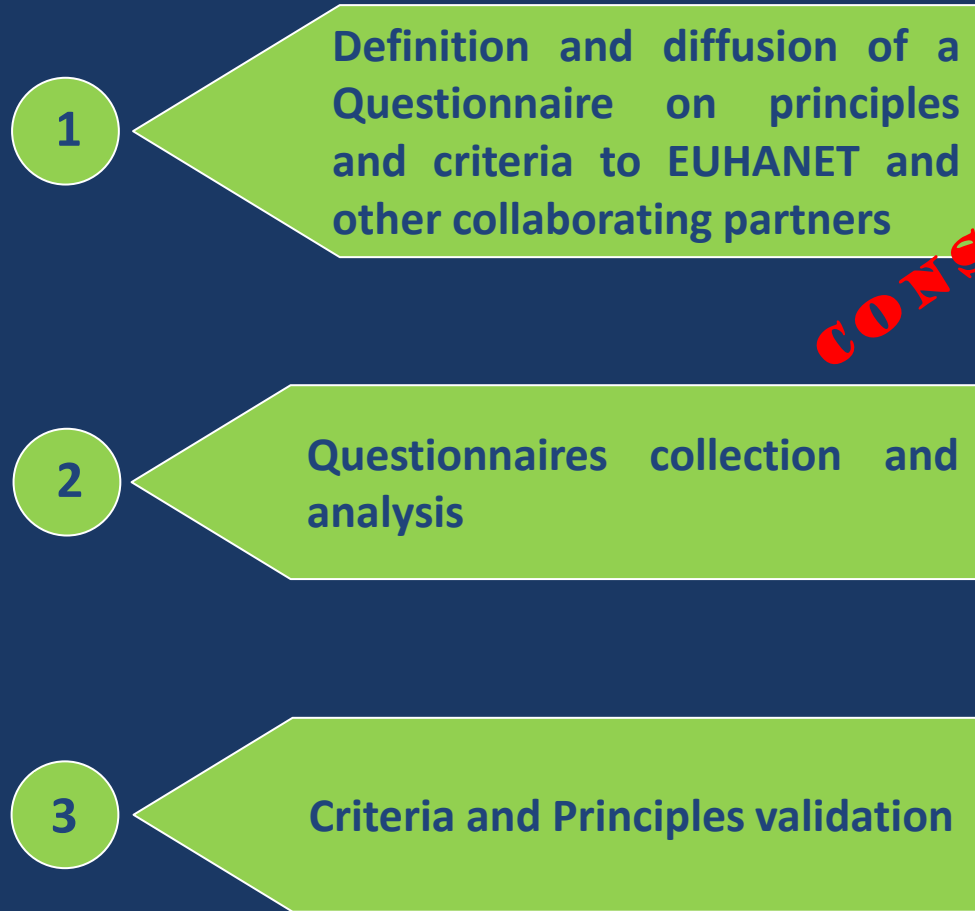 1
Definition and diffusion of a
Questionnaire on principles
and criteria to EUHANET and
other collaborating partners
CONS
2
Questionnaires collection and
analysis
3
Criteria and Principles validation